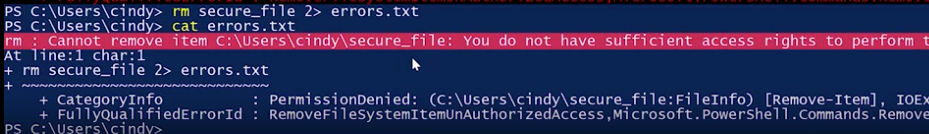 PS C:\Users\cindy> rm secure_file 2> errors.txt
PS C:\Users\cindy> cat errors.txt
rm : Cannot remove item C:\Users\cindy\secure_file: You do not have sufficient access rights to perform t
At line:1 char:1
+ rm secure_file 2> errors.txt
+ ~~~~~~~~~~~~~~~~~~~~~~~~~~~~
    + CategoryInfo          : PermissionDenied: (C:\Users\cindy\secure_file:FileInfo) [Remove-Item], IOEx
    + FullyQualifiedErrorId : RemoveFileSystemItemUnAuthorizedAccess,Microsoft.PowerShell.Commands.Remove
PS C:\Users\cindy>